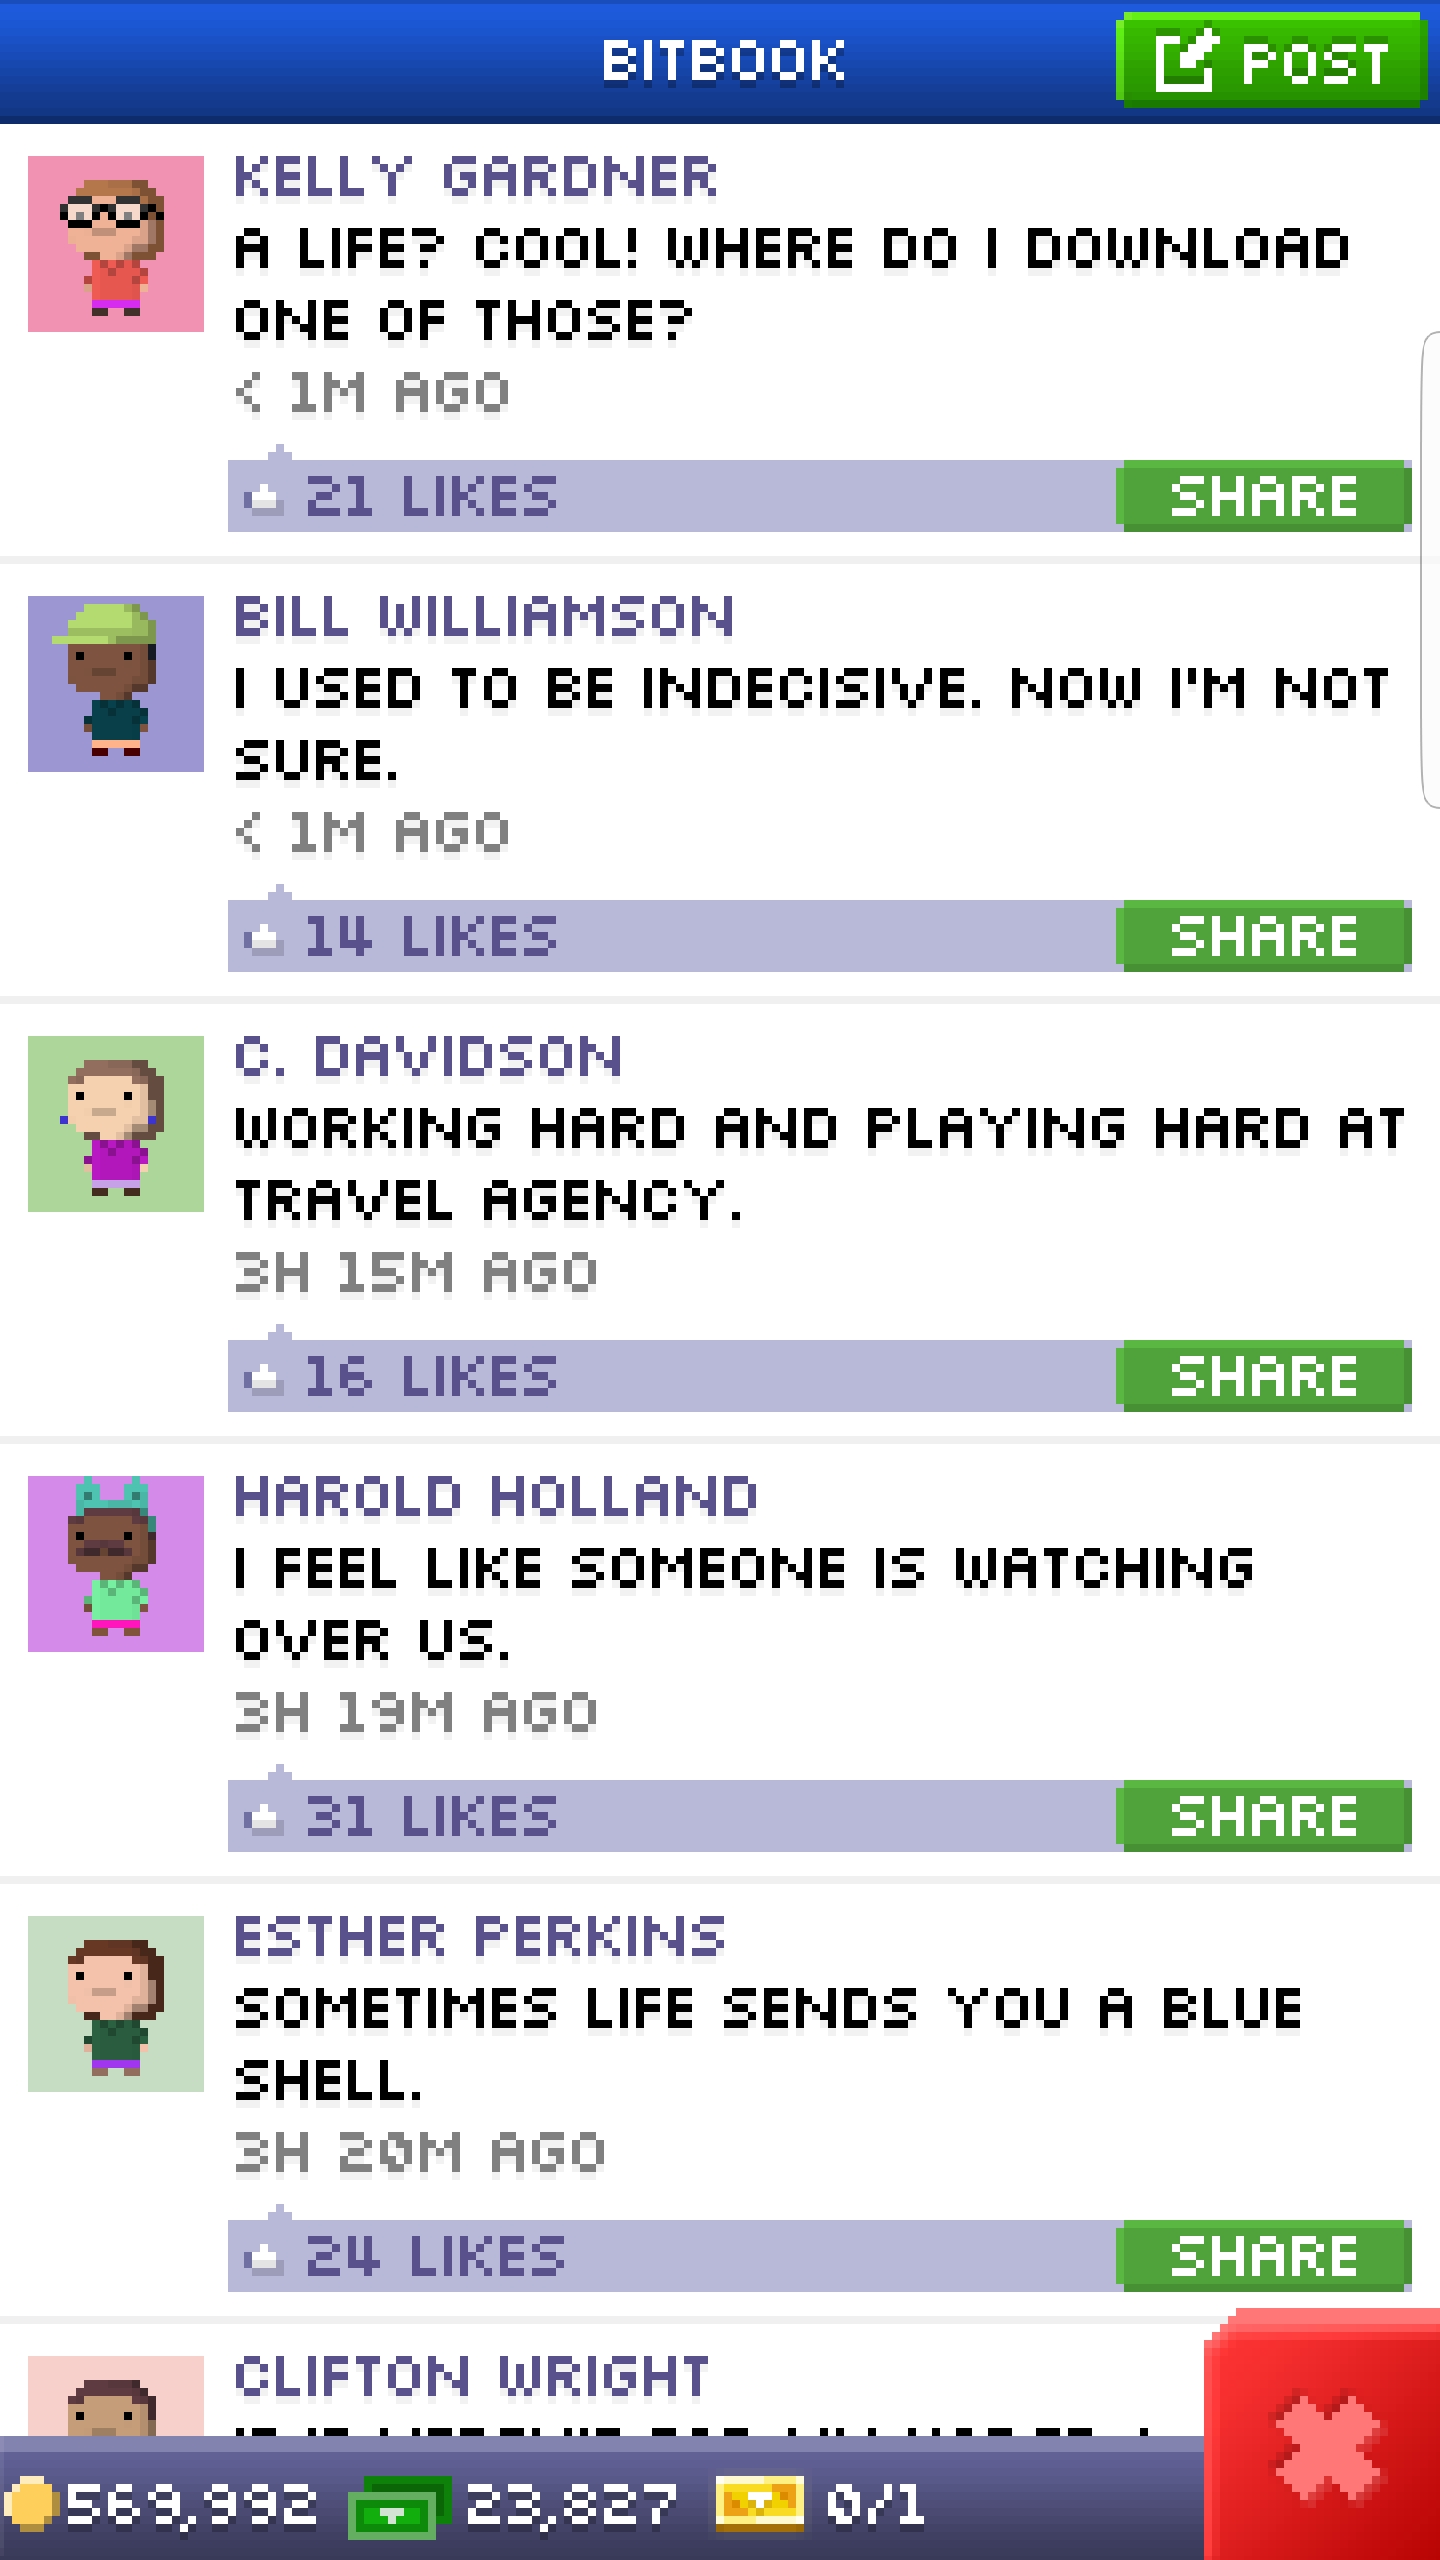 BITBOOK
POST
KELLY GARDNER
A LIFE? COOL! WHERE DO I DOWNLOAD
ONE OF THOSE?
< 1M AGO
21 LIKES
SHARE
BILL WILLIAMSON
I USED TO BE INDECISIVE. NOW I'M NOT
SURE.
< 1M AGO
14 LIKES
SHARE
C. DAVIDSON
WORKING HARD AND PLAYING HARD AT
TRAVEL AGENCY.
3H 15M AGO
16 LIKES
SHARE
HAROLD HOLLAND
I FEEL LIKE SOMEONE IS WATCHING
OVER US.
3H 19M AGO
31 LIKES
SHARE
ESTHER PERKINS
SOMETIMES LIFE SENDS YOU A BLUE
SHELL.
3H 20M AGO
24 LIKES
SHARE
CLIFTON WRIGHT
569,992
23,827
0/1